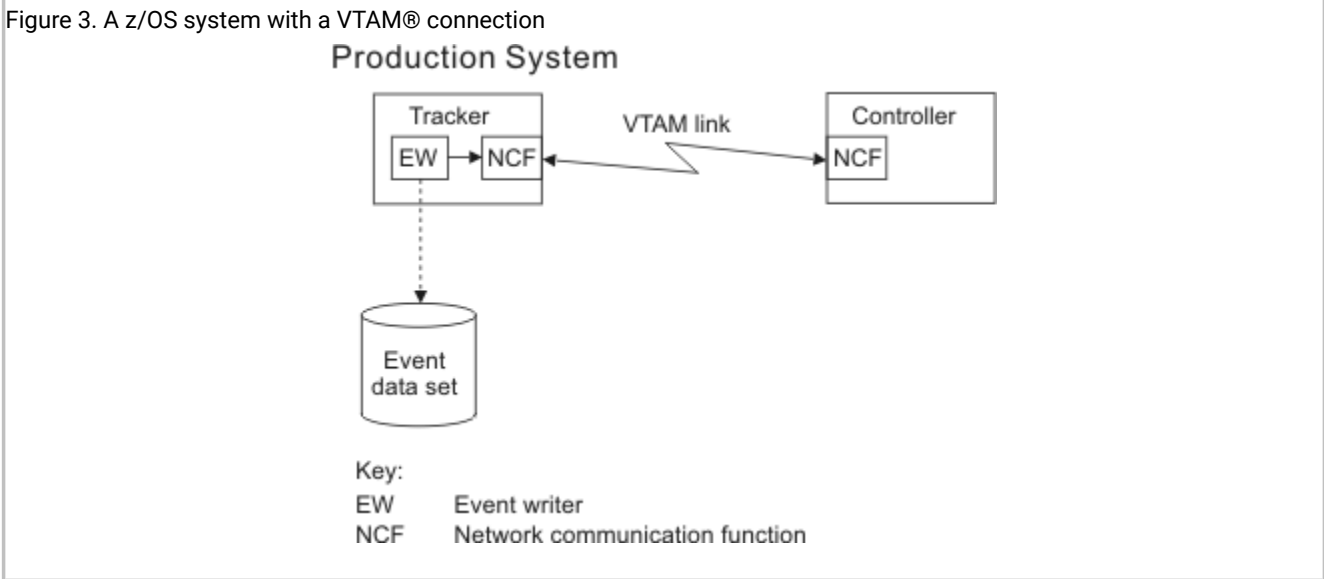 Figure 3. A z/OS system with a VTAM® connection
Production System
Tracker
VTAM link
Controller
EW
NCF
NCF
Event
data set
Key:
EW Event writer
NCF Network communication function